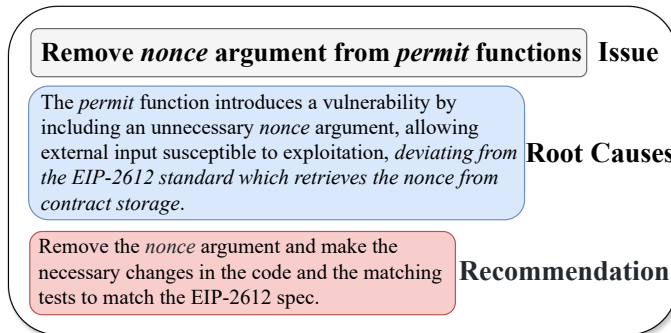 Remove nonce argument from permit functions Issue
The permit function introduces a vulnerability by
including an unnecessary nonce argument, allowing
external input susceptible to exploitation, deviating from
the EIP-2612 standard which retrieves the nonce from
contract storage.
Root Causes
Remove the nonce argument and make the
necessary changes in the code and the matching
tests to match the EIP-2612 spec.
Recommendation